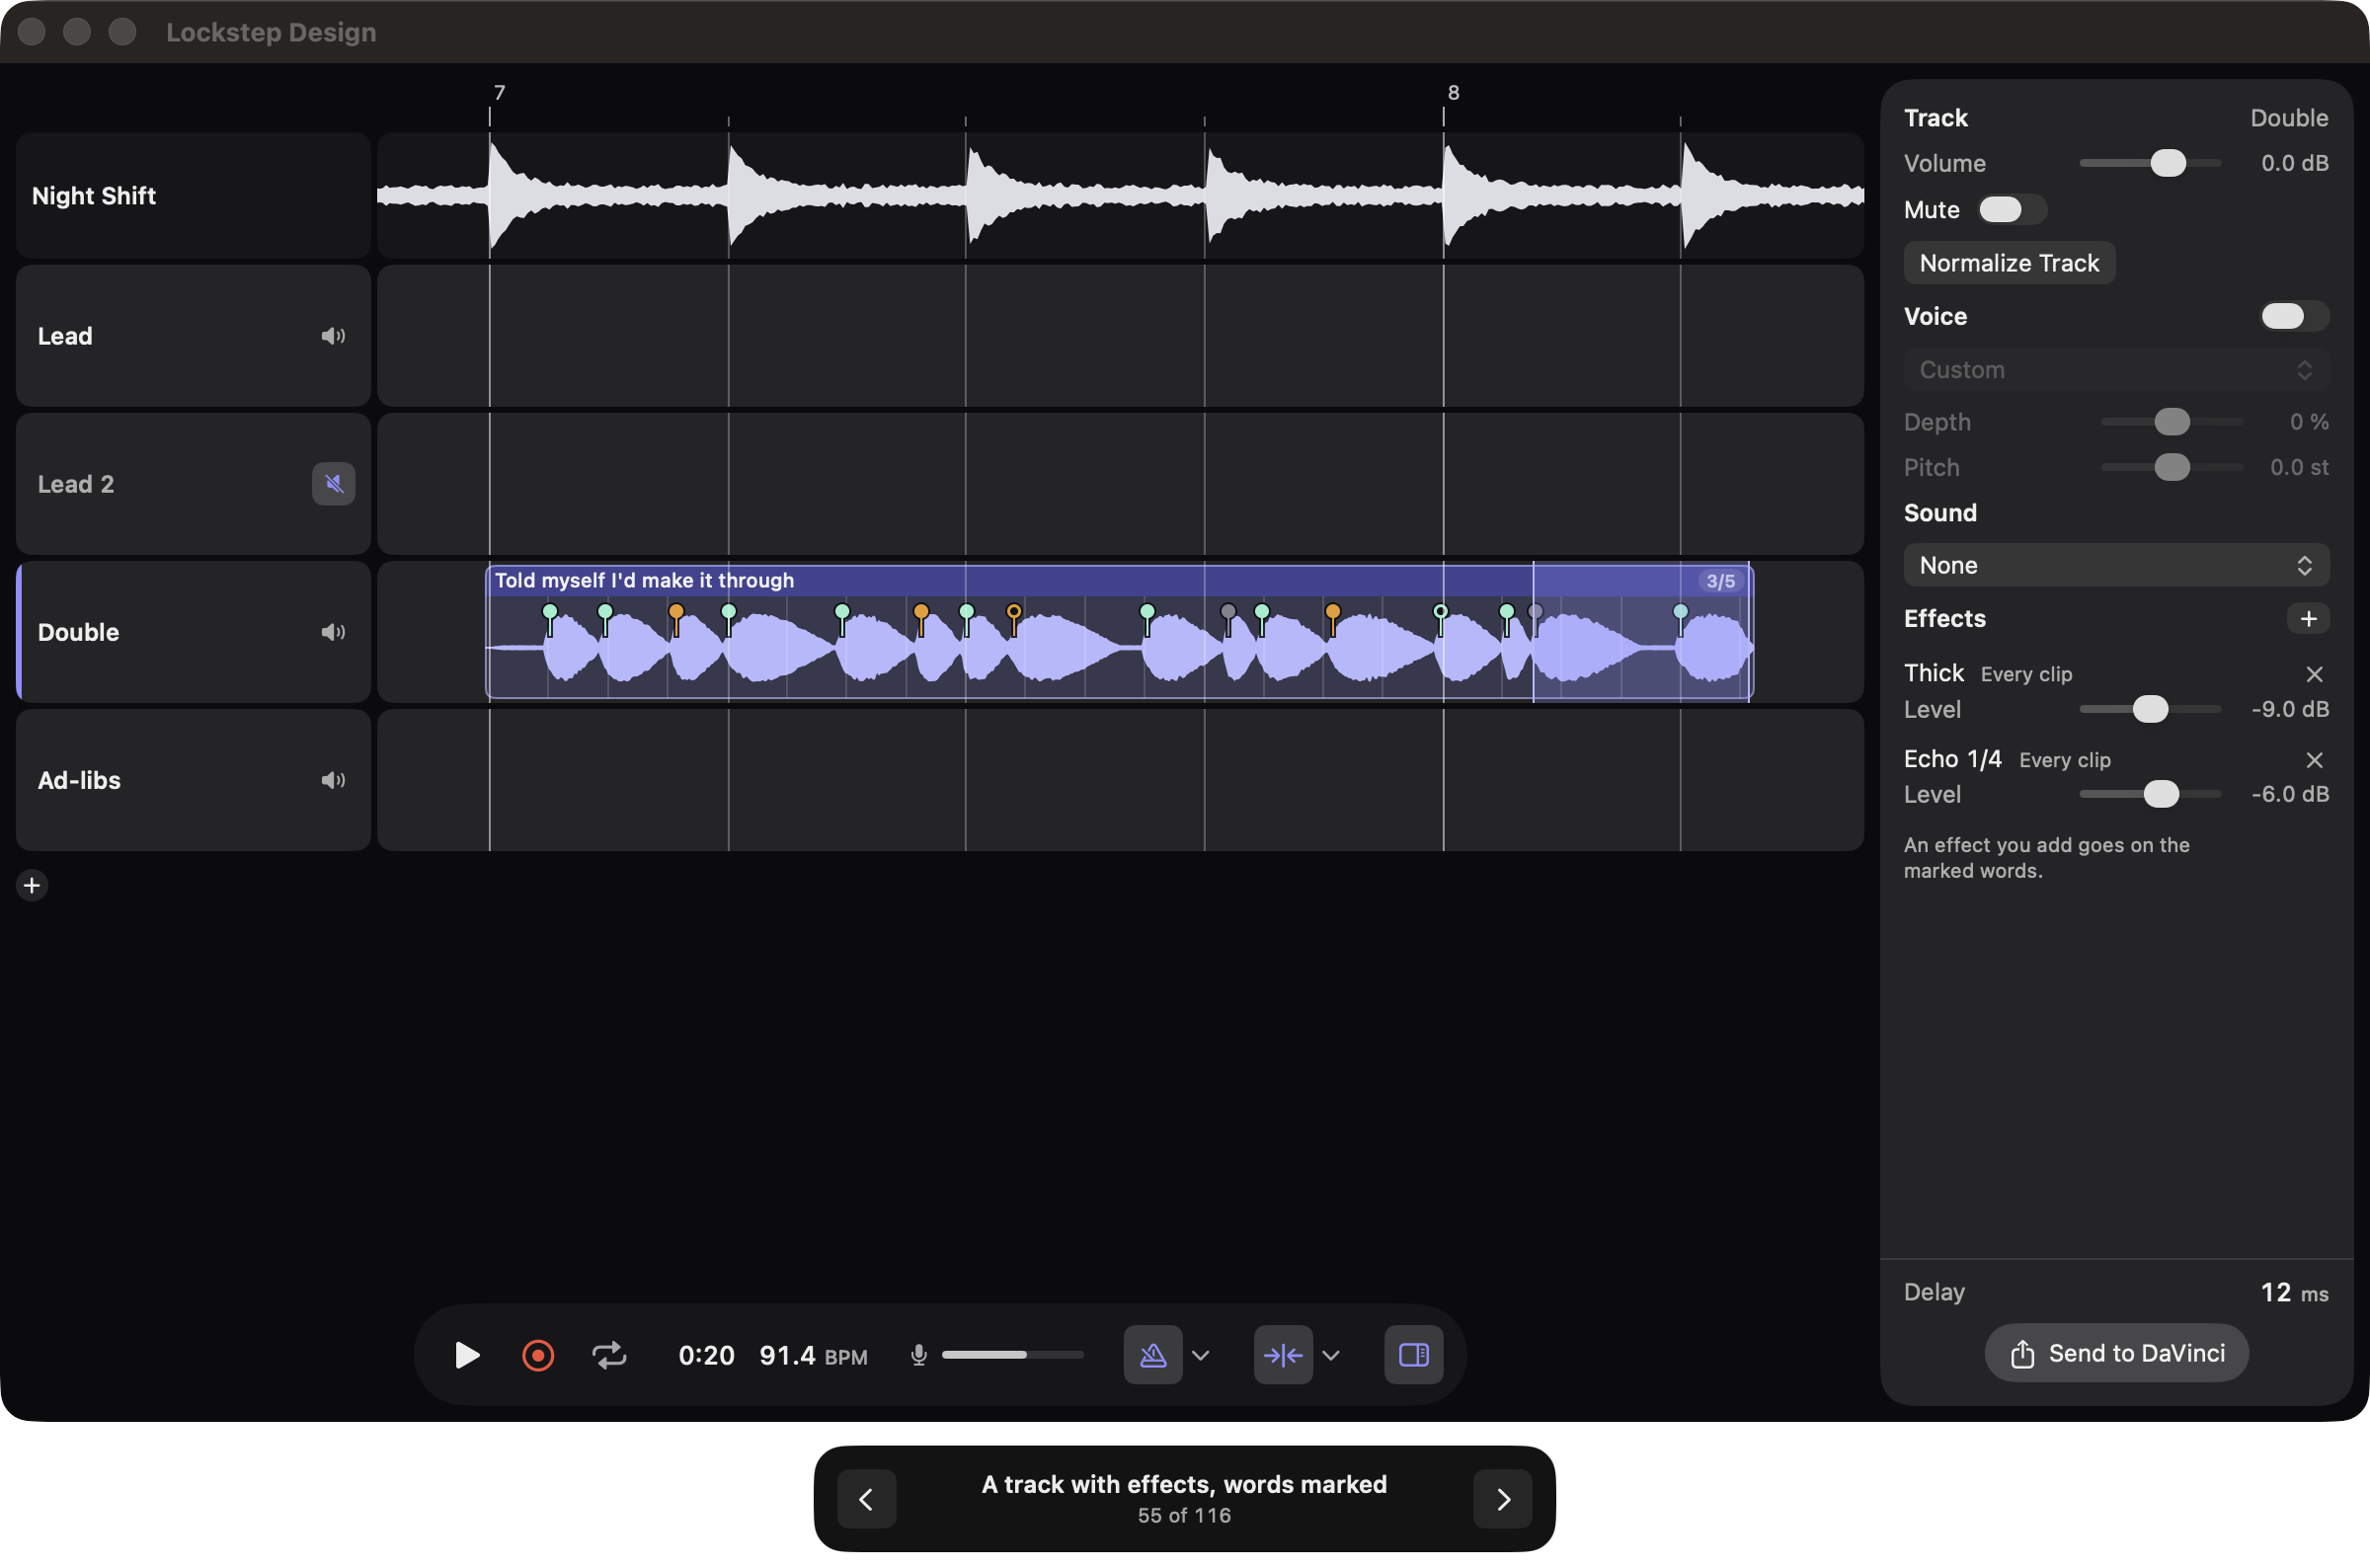 Lockstep Design
7
8
Night Shift
Lead
Lead 2
Double
Told myself I'd make it through
3/5
Ad-libs
Track
Double
Volume
0.0 dB
Mute
Normalize Track
Voice
Custom
Depth
0 %
Pitch
0.0 st
Sound
None
Effects
Thick Every clip
Level
-9.0 dB
Echo 1/4 Every clip
Level
-6.0 dB
An effect you add goes on the
marked words.
Delay
12 ms
Send to DaVinci
0:20
91.4 BPM
A track with effects, words marked
55 of 116